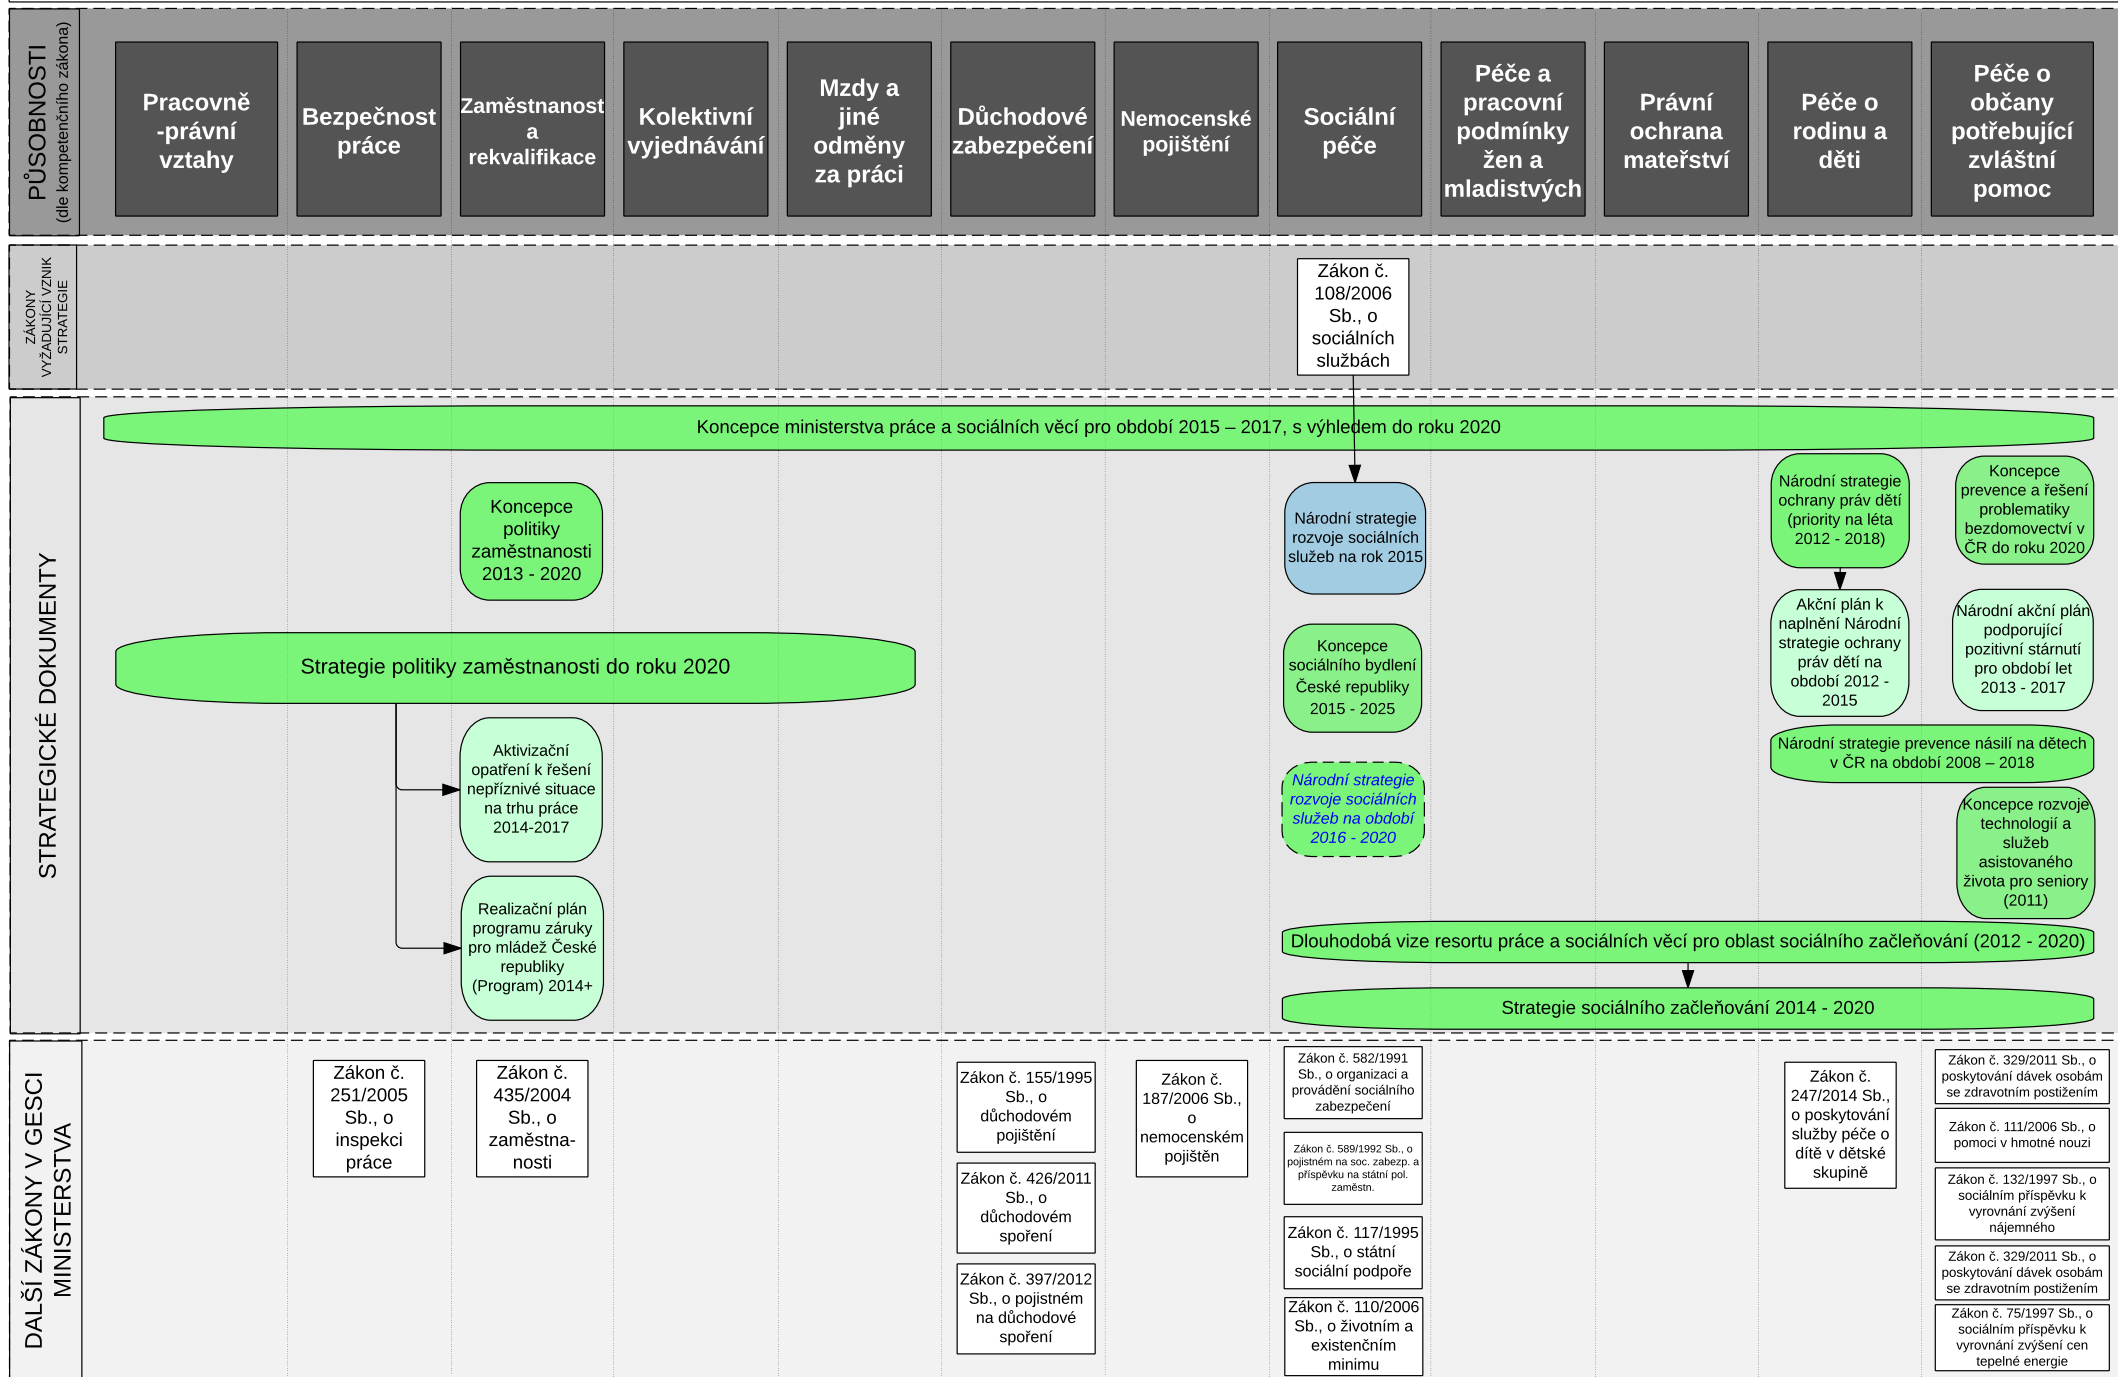 PŮSOBNOSTI
(dle kompetenčního zákona)
Pracovně
-právní
vztahy
Bezpečnost
práce
Zaměstnanost
a
rekvalifikace
Kolektivní
vyjednávání
Mzdy a
jiné
odměny
za práci
Důchodové
zabezpečení
Nemocenské
pojištění
Sociální
péče
Péče a
pracovní
podmínky
žen a
mladistvých
Právní
ochrana
mateřství
Péče o
rodinu a
děti
Péče o
občany
potřebující
zvláštní
pomoc
ZÁKONY
VYŽADUJÍCÍ VZNIK
STRATEGIE
Zákon č.
108/2006
Sb., o
sociálních
službách
STRATEGICKÉ DOKUMENTY
Koncepce ministerstva práce a sociálních věcí pro období 2015 – 2017, s výhledem do roku 2020
Koncepce
politiky
zaměstnanosti
2013 - 2020
Národní strategie
rozvoje sociálních
služeb na rok 2015
Národní strategie
ochrany práv dětí
(priority na léta
2012 - 2018)
Koncepce
prevence a řešení
problematiky
bezdomovectví v
ČR do roku 2020
Strategie politiky zaměstnanosti do roku 2020
Koncepce
sociálního bydlení
České republiky
2015 - 2025
Akční plán k
naplnění Národní
strategie ochrany
práv dětí na
období 2012 -
2015
Národní akční plán
podporující
pozitivní stárnutí
pro období let
2013 - 2017
Aktivizační
opatření k řešení
nepříznivé situace
na trhu práce
2014-2017
Národní strategie
rozvoje sociálních
služeb na období
2016 - 2020
Národní strategie prevence násilí na dětech
v ČR na období 2008 – 2018
Koncepce rozvoje
technologií a
služeb
asistovaného
života pro seniory
(2011)
Realizační plán
programu záruky
pro mládež České
republiky
(Program) 2014+
Dlouhodobá vize resortu práce a sociálních věcí pro oblast sociálního začleňování (2012 - 2020)
Strategie sociálního začleňování 2014 - 2020
DALŠÍ ZÁKONY V GESCI
MINISTERSTVA
Zákon č.
251/2005
Sb., o
inspekci
práce
Zákon č.
435/2004
Sb., o
zaměstna-
nosti
Zákon č. 155/1995
Sb., o
důchodovém
pojištění
Zákon č. 426/2011
Sb., o
důchodovém
spoření
Zákon č. 397/2012
Sb., o pojistném
na důchodové
spoření
Zákon č.
187/2006 Sb.,
o
nemocenském
pojištěn
Zákon č. 582/1991
Sb., o organizaci a
provádění sociálního
zabezpečení
Zákon č. 589/1992 Sb., o
pojistném na soc. zabezp. a
příspěvku na státní pol.
zaměstn.
Zákon č. 117/1995
Sb., o státní
sociální podpoře
Zákon č. 110/2006
Sb., o životním a
existenčním
minimu
Zákon č.
247/2014 Sb.,
o poskytování
služby péče o
dítě v dětské
skupině
Zákon č. 329/2011 Sb., o
poskytování dávek osobám
se zdravotním postižením
Zákon č. 111/2006 Sb., o
pomoci v hmotné nouzi
Zákon č. 132/1997 Sb., o
sociálním příspěvku k
vyrovnání zvýšení
nájemného
Zákon č. 329/2011 Sb., o
poskytování dávek osobám
se zdravotním postižením
Zákon č. 75/1997 Sb., o
sociálním příspěvku k
vyrovnání zvýšení cen
tepelné energie